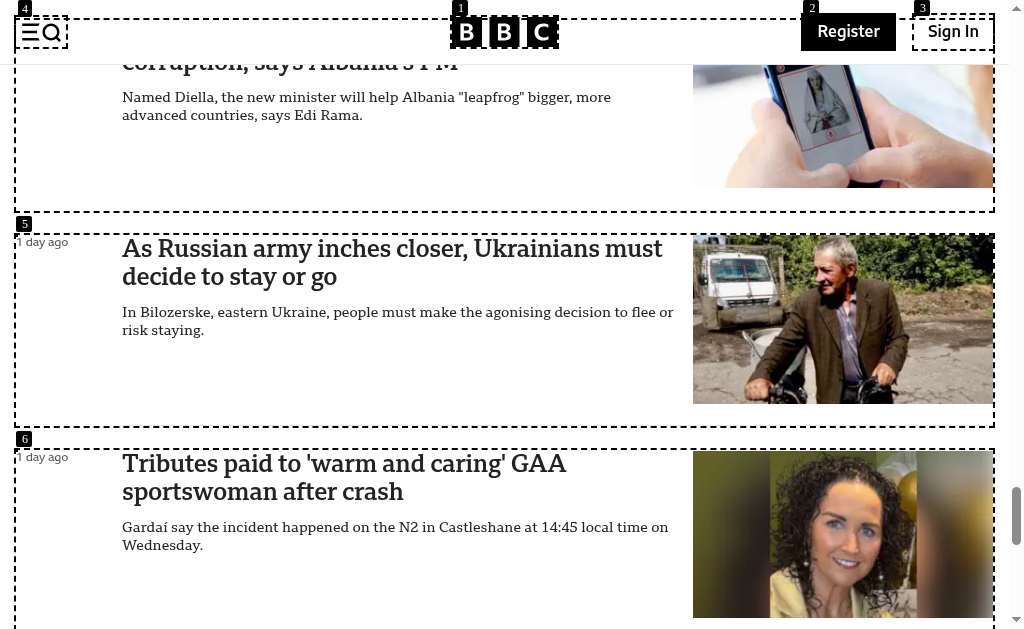 4
1
2
3
BBC
Register
Sign In
corruption, says Albania's PM
Named Diella, the new minister will help Albania "leapfrog" bigger, more
advanced countries, says Edi Rama.
5
1 day ago
As Russian army inches closer, Ukrainians must
decide to stay or go
In Bilozerske, eastern Ukraine, people must make the agonising decision to flee or
risk staying.
6
1 day ago
Tributes paid to 'warm and caring' GAA
sportswoman after crash
Gardaí say the incident happened on the N2 in Castleshane at 14:45 local time on
Wednesday.